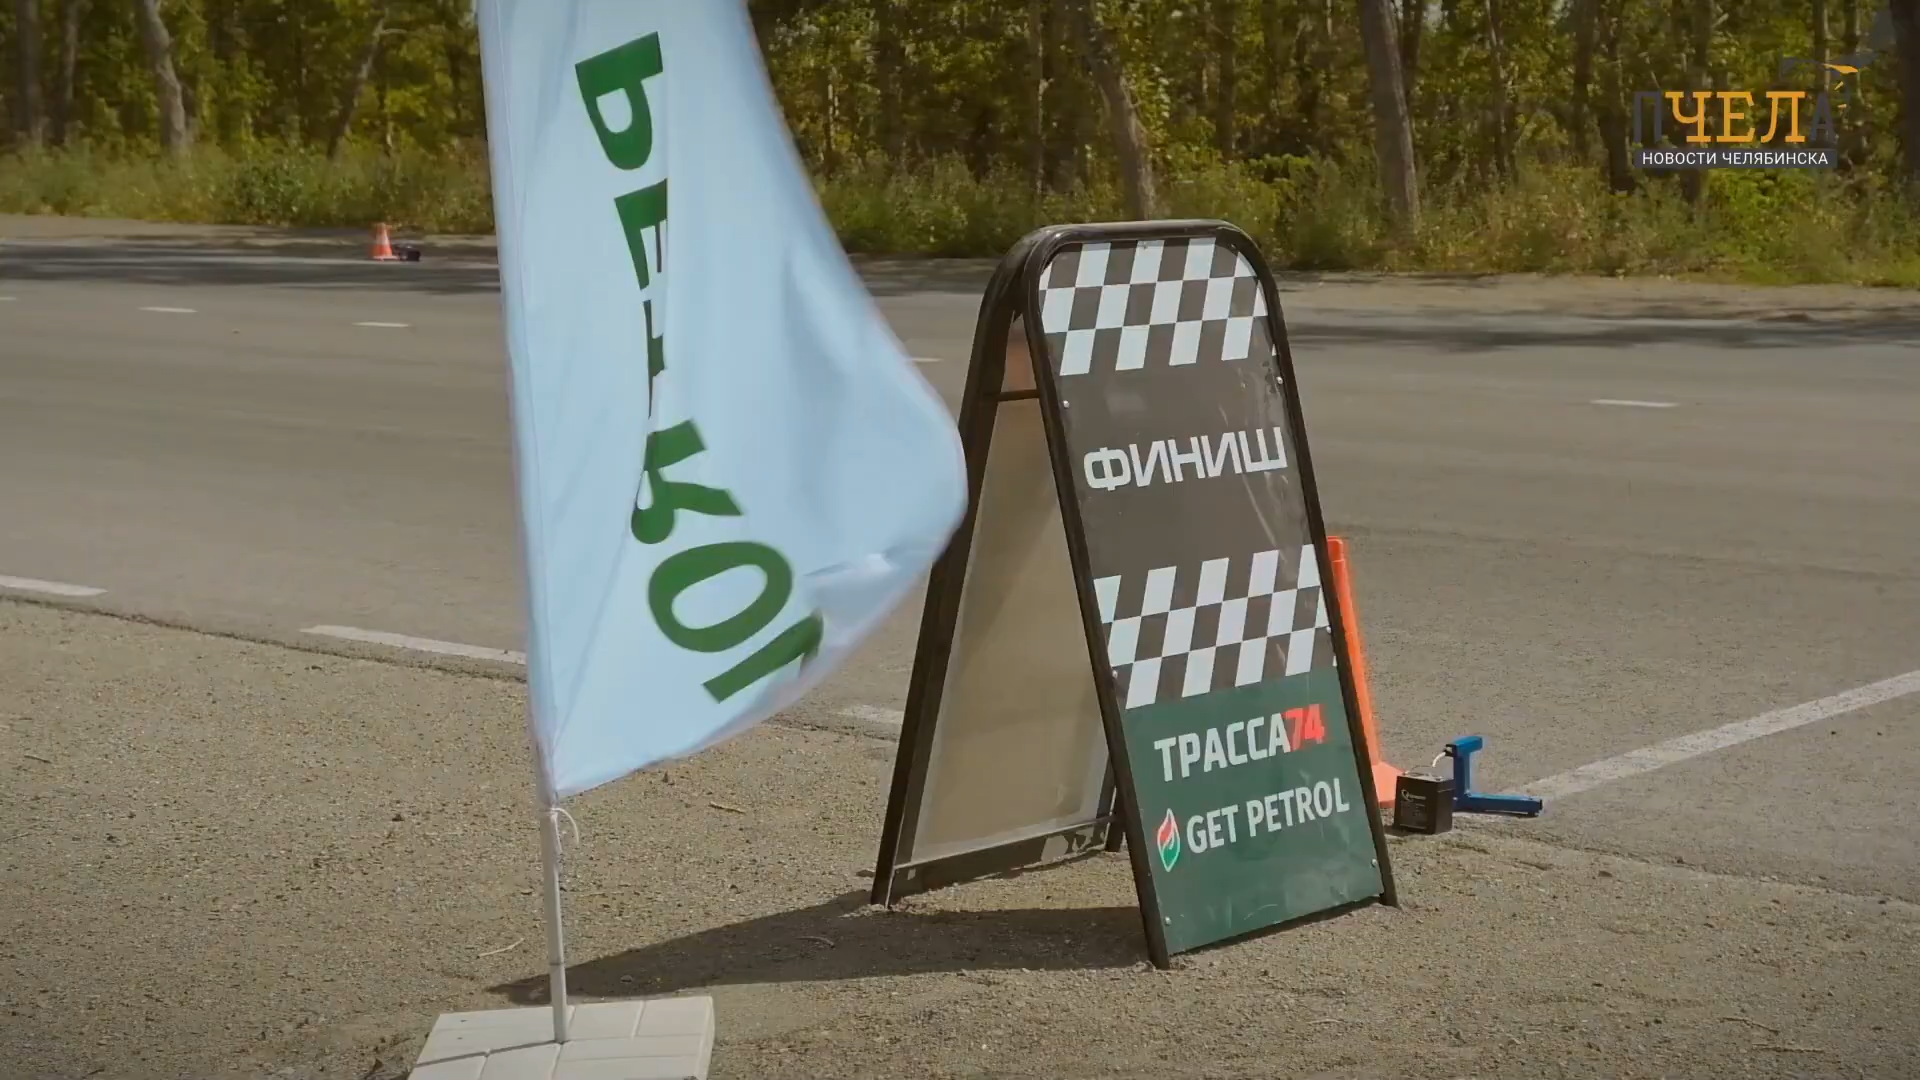 пЧЕЛа
НОВОСТИ ЧЕЛЯБИНСКА
ФИНИШ
ТРАССА74
GET PETROL